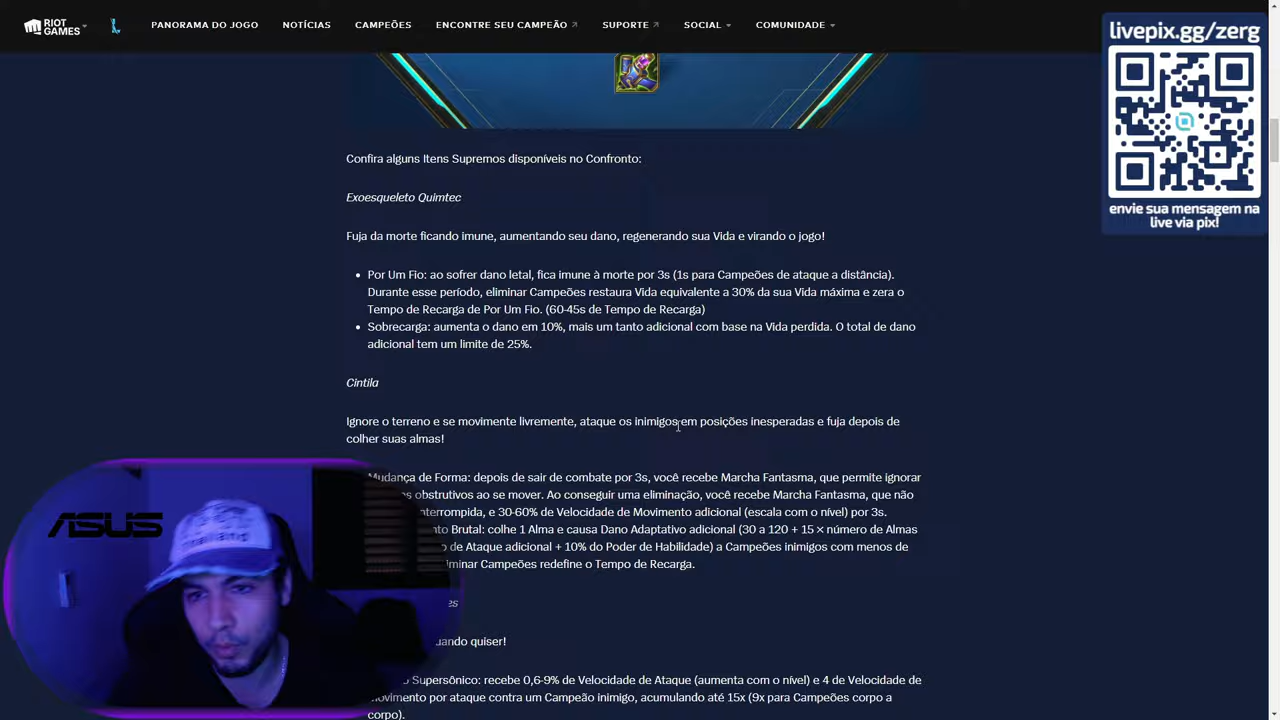 RIOT GAMES
PANORAMA DO JOGO NOTÍCIAS CAMPEÕES ENCONTRE SEU CAMPEÃO SUPORTE SOCIAL COMUNIDADE
livepix.gg/zerg
envie sua mensagem na
live via pix!
Confira alguns Itens Supremos disponíveis no Confronto:
Exoesqueleto Quimtec
Fuja da morte ficando imune, aumentando seu dano, regenerando sua Vida e virando o jogo!
• Por Um Fio: ao sofrer dano letal, fica imune à morte por 3s (1s para Campeões de ataque a distância).
Durante esse período, eliminar Campeões restaura Vida equivalente a 30% da sua Vida máxima e zera o
Tempo de Recarga de Por Um Fio. (60-45s de Tempo de Recarga)
• Sobrecarga: aumenta o dano em 10%, mais um tanto adicional com base na Vida perdida. O total de dano
adicional tem um limite de 25%.
Cintila
Ignore o terreno e se movimente livremente, ataque os inimigos em posições inesperadas e fuja depois de
colher suas almas!
Mudança de Forma: depois de sair de combate por 3s, você recebe Marcha Fantasma, que permite ignorar
obstrutivos ao se mover. Ao conseguir uma eliminação, você recebe Marcha Fantasma, que não
interrompida, e 30-60% de Velocidade de Movimento adicional (escala com o nível) por 3s.
Brutal: colhe 1 Alma e causa Dano Adaptativo adicional (30 a 120 + 15 × número de Almas
de Ataque adicional + 10% do Poder de Habilidade) a Campeões inimigos com menos de
Campeões redefine o Tempo de Recarga.
quando quiser!
Supersônico: recebe 0,6-9% de Velocidade de Ataque (aumenta com o nível) e 4 de Velocidade de
movimento por ataque contra um Campeão inimigo, acumulando até 15x (9x para Campeões corpo a
corpo).
ASUS